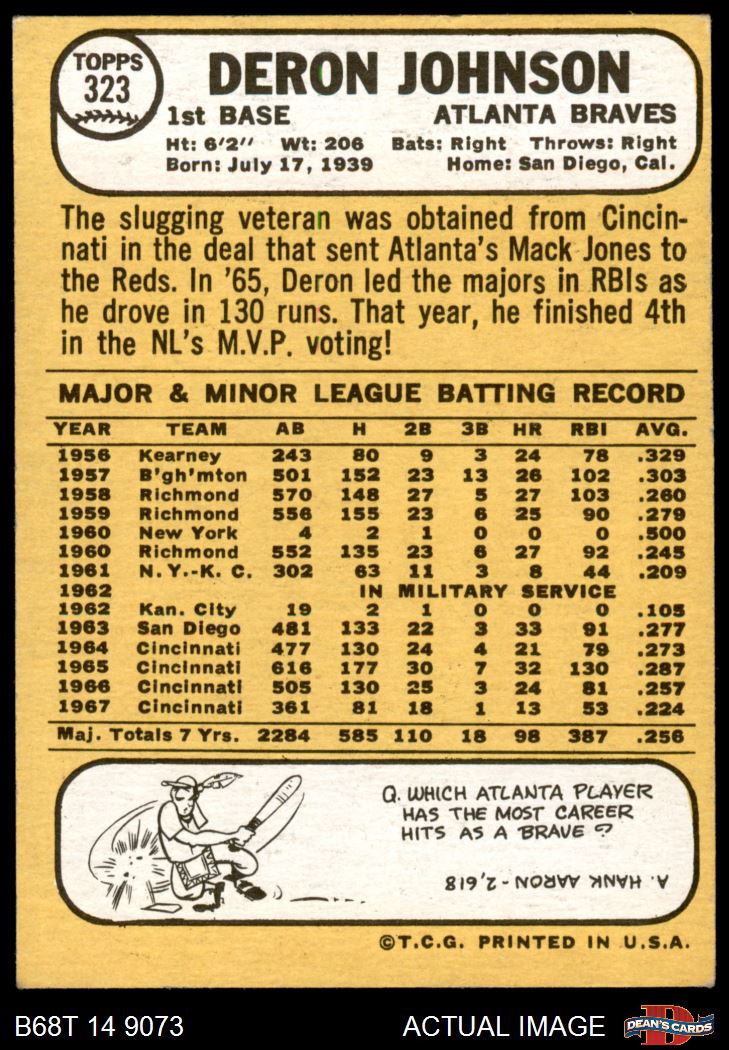 TOPPS
323
DERON JOHNSON
1st BASE ATLANTA BRAVES
Ht: 6'2" Wt: 206 Bats: Right Throws: Right
Born: July 17, 1939 Home: San Diego, Cal.
The slugging veteran was obtained from Cincin-
nati in the deal that sent Atlanta's Mack Jones to
the Reds. In '65, Deron led the majors in RBIs as
he drove in 130 runs. That year, he finished 4th
in the NL's M.V.P. voting!
MAJOR & MINOR LEAGUE BATTING RECORD
YEAR TEAM AB H 2B 3B HR RBI AVG.
1956 Kearney 243 80 9 3 24 78 .329
1957 B'gh'mton 501 152 23 13 26 102 .303
1958 Richmond 570 148 27 5 27 103 .260
1959 Richmond 556 155 23 6 25 90 .279
1960 New York 4 2 1 0 0 0 .500
1960 Richmond 552 135 23 6 27 92 .245
1961 N. Y.-K. C. 302 63 11 3 8 44 .209
1962 IN MILITARY SERVICE
1962 Kan. City 19 2 1 0 0 0 .105
1963 San Diego 481 133 22 3 33 91 .277
1964 Cincinnati 477 130 24 4 21 79 .273
1965 Cincinnati 616 177 30 7 32 130 .287
1966 Cincinnati 505 130 25 3 24 81 .257
1967 Cincinnati 361 81 18 1 13 53 .224
Maj. Totals 7 Yrs. 2284 585 110 18 98 387 .256
Q. WHICH ATLANTA PLAYER
HAS THE MOST CAREER
HITS AS A BRAVE ?
A. HANK AARON - 2,618
©T.C.G. PRINTED IN U.S.A.
B68T 14 9073 ACTUAL IMAGE DEAN'S CARDS